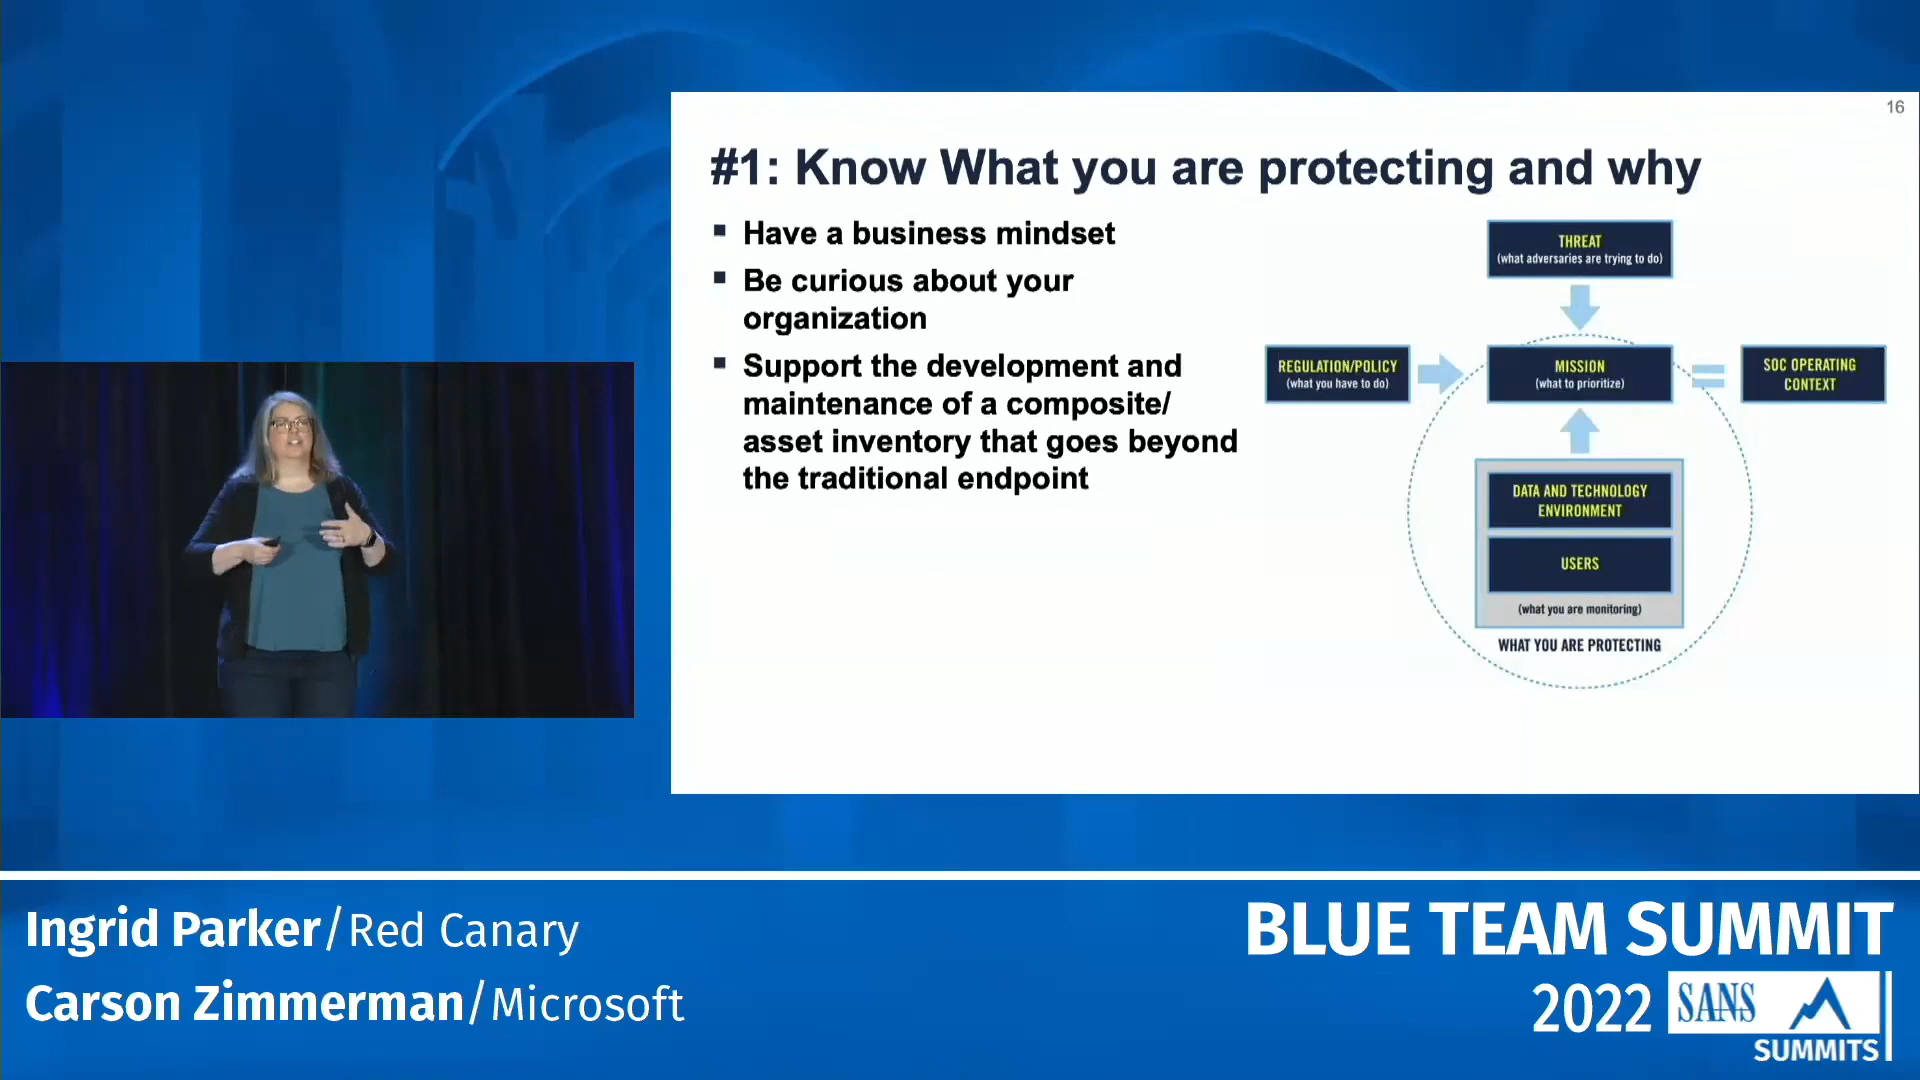 16
#1: Know What you are protecting and why
▪ Have a business mindset
▪ Be curious about your
organization
▪ Support the development and
maintenance of a composite/
asset inventory that goes beyond
the traditional endpoint
THREAT
(what adversaries are trying to do)
REGULATION/POLICY
(what you have to do)
MISSION
(what to prioritize)
=
SOC OPERATING
CONTEXT
DATA AND TECHNOLOGY
ENVIRONMENT
USERS
(what you are monitoring)
WHAT YOU ARE PROTECTING
Ingrid Parker/Red Canary
Carson Zimmerman/Microsoft
BLUE TEAM SUMMIT
2022 SANS
SUMMITS